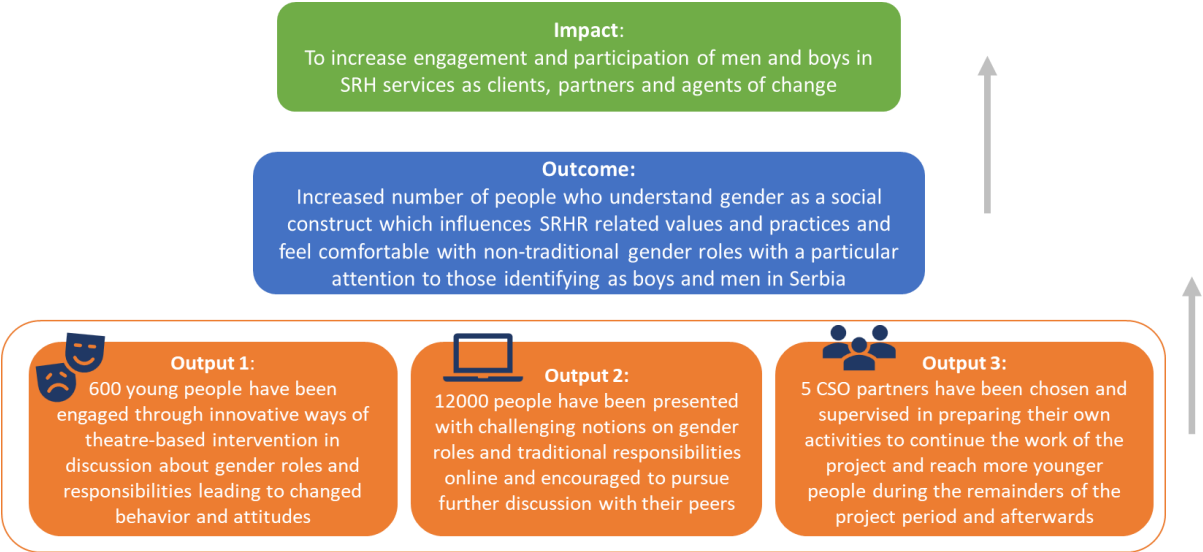 Impact:
To increase engagement and participation of men and boys in
SRH services as clients, partners and agents of change
Outcome:
Increased number of people who understand gender as a social
construct which influences SRHR related values and practices and
feel comfortable with non-traditional gender roles with a particular
attention to those identifying as boys and men in Serbia
Output 1:
600 young people have been
engaged through innovative ways of
theatre-based intervention in
discussion about gender roles and
responsibilities leading to changed
behavior and attitudes
Output 2:
12000 people have been presented
with challenging notions on gender
roles and traditional responsibilities
online and encouraged to pursue
further discussion with their peers
Output 3:
5 CSO partners have been chosen and
supervised in preparing their own
activities to continue the work of the
project and reach more younger
people during the remainders of the
project period and afterwards